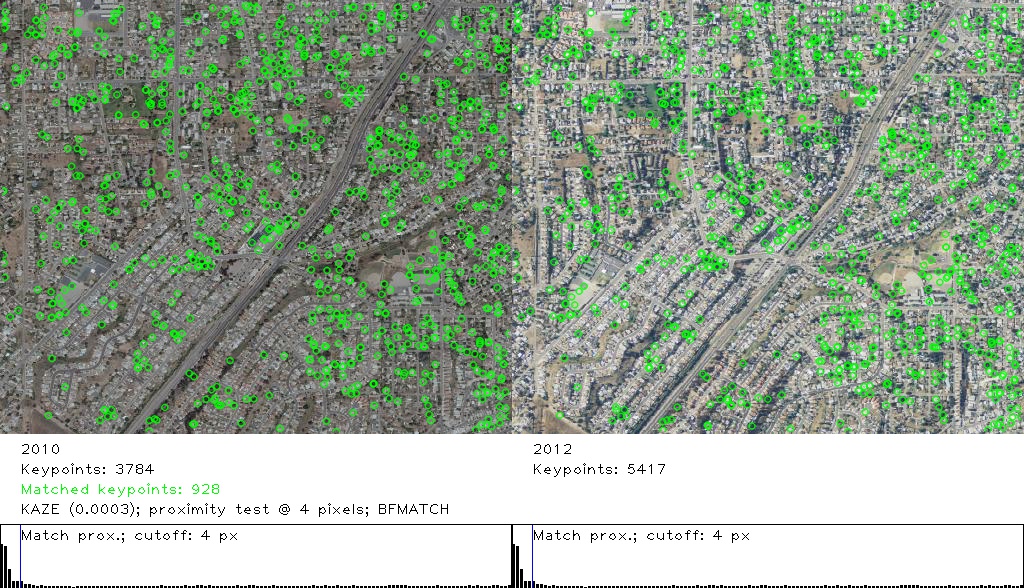 2010
Keypoints: 3784
Matched keypoints: 928
KAZE (0.0003); proximity test @ 4 pixels; BFMATCH
2012
Keypoints: 5417
Match prox.; cutoff: 4 px
Match prox.; cutoff: 4 px